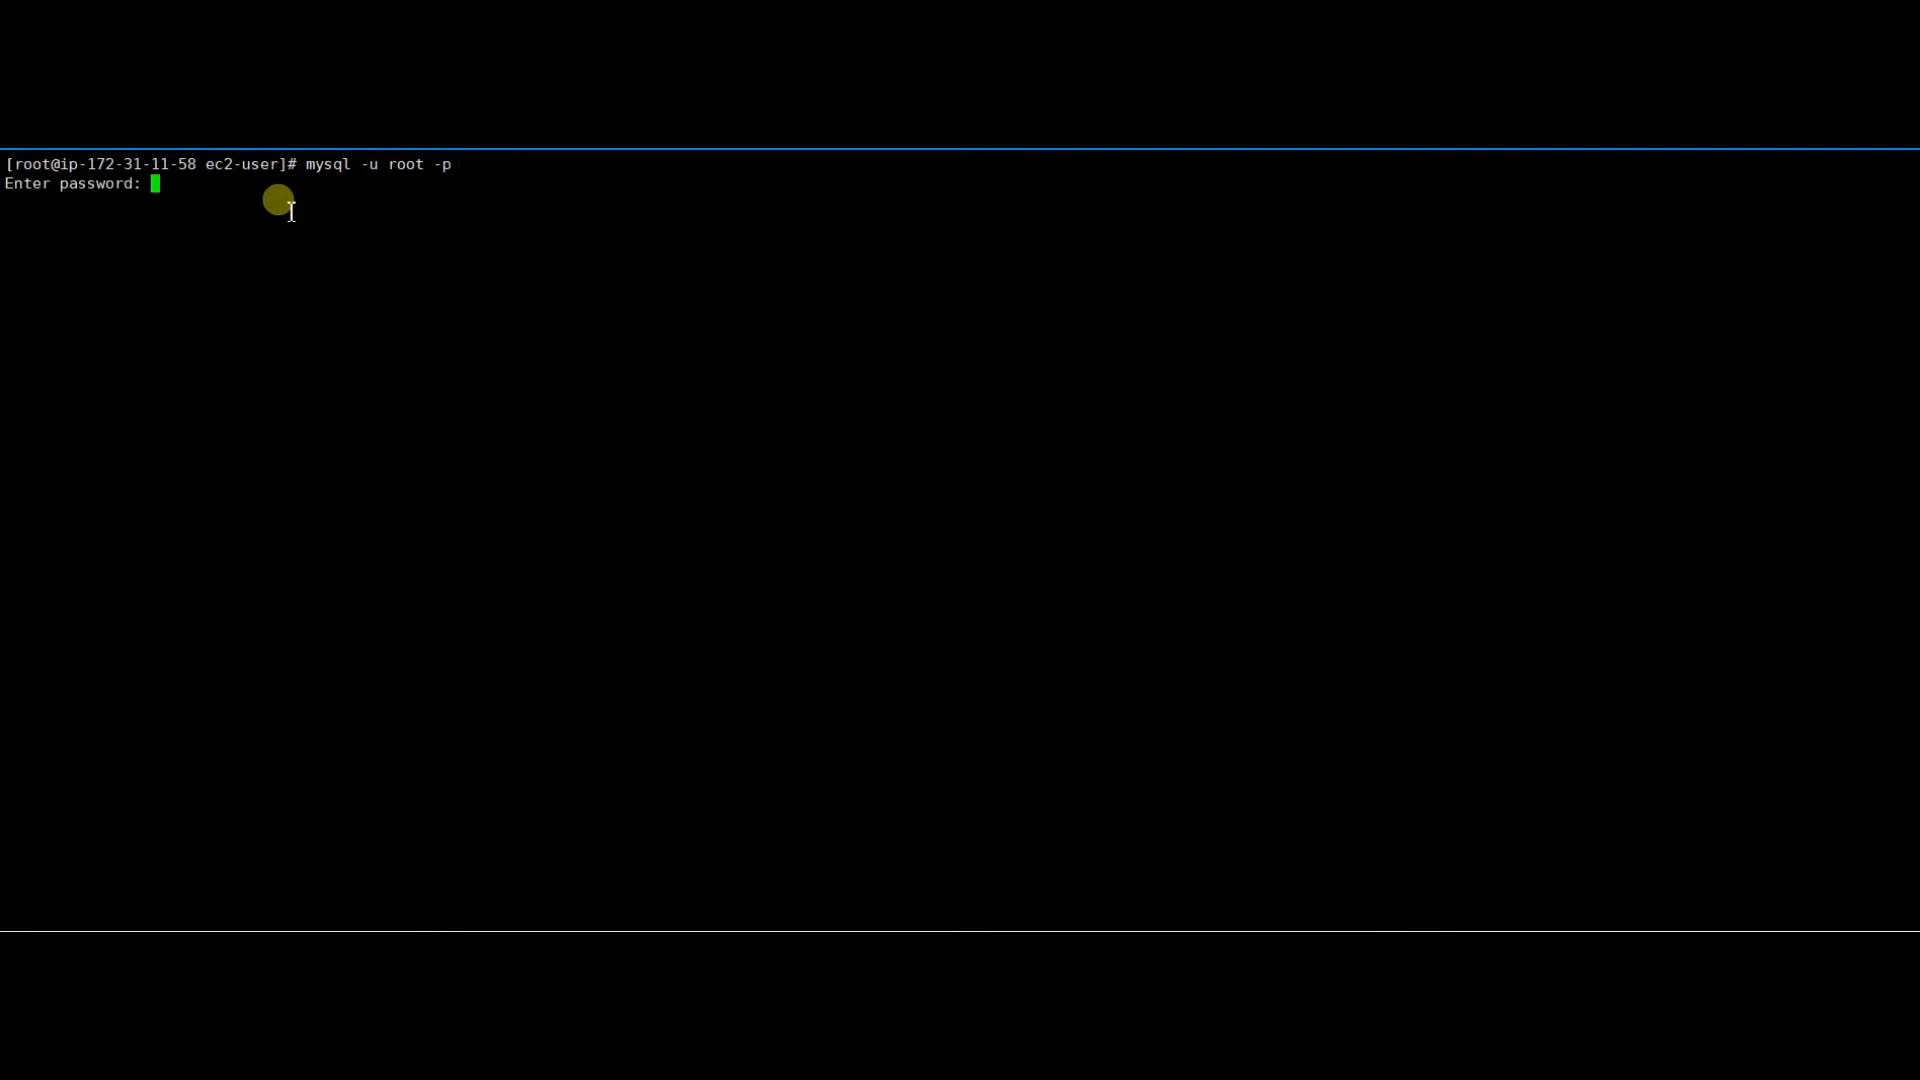 [root@ip-172-31-11-58 ec2-user]# mysql -u root -p
Enter password: